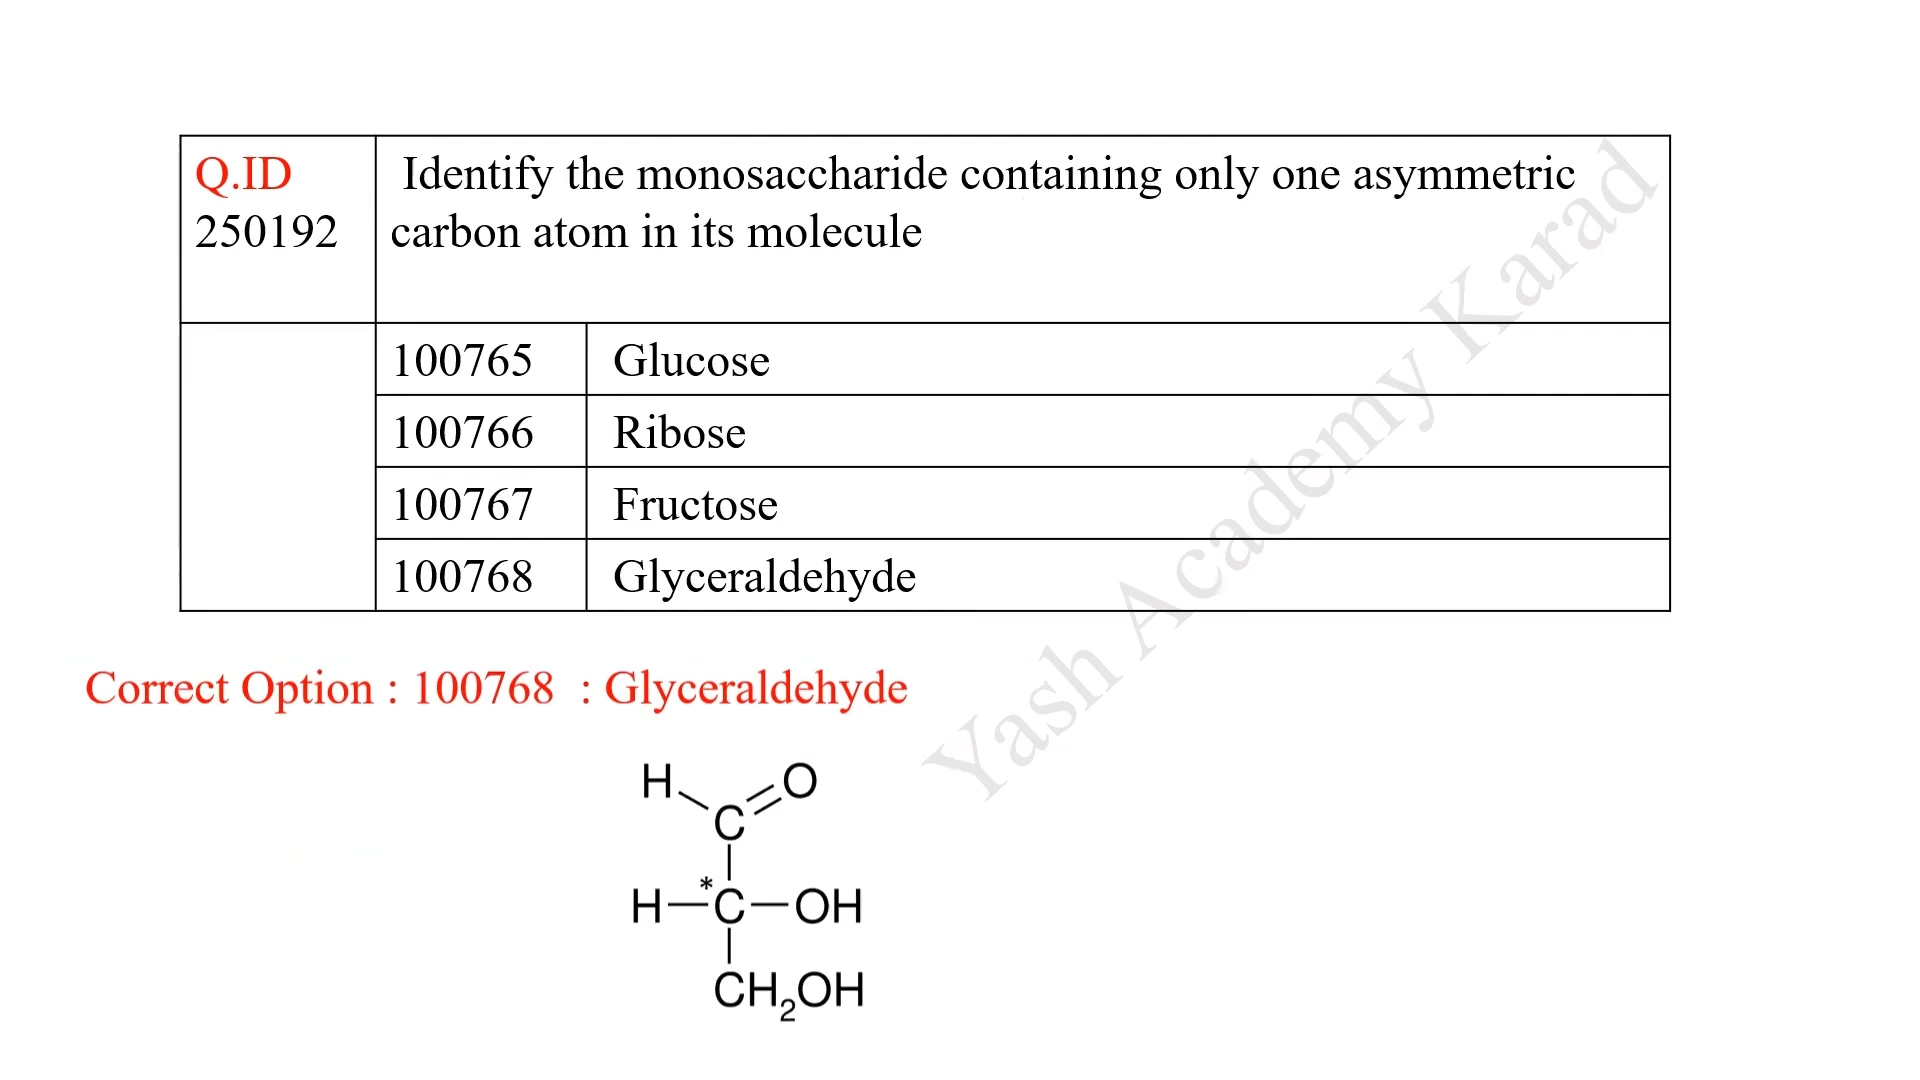 Q.ID
250192
Identify the monosaccharide containing only one asymmetric
carbon atom in its molecule
100765 Glucose
100766 Ribose
100767 Fructose
100768 Glyceraldehyde
Correct Option : 100768 : Glyceraldehyde
H O
C
H *C OH
CH2OH
Yash Academy Karad